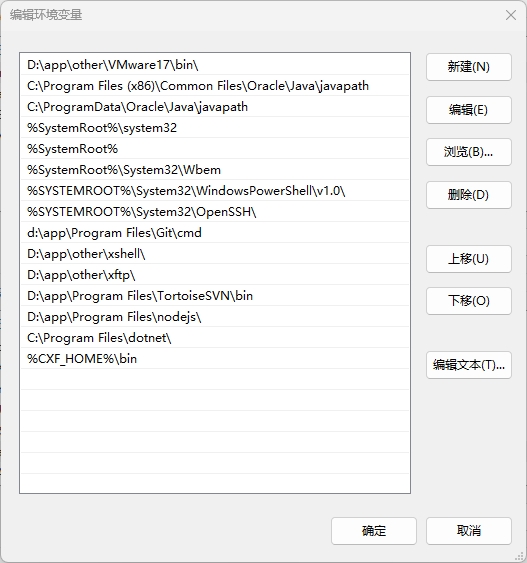 编辑环境变量
D:\app\other\VMware17\bin\
C:\Program Files (x86)\Common Files\Oracle\Java\javapath
C:\ProgramData\Oracle\Java\javapath
%SystemRoot%\system32
%SystemRoot%
%SystemRoot%\System32\Wbem
%SYSTEMROOT%\System32\WindowsPowerShell\v1.0\
%SYSTEMROOT%\System32\OpenSSH\
d:\app\Program Files\Git\cmd
D:\app\other\xshell\
D:\app\other\xftp\
D:\app\Program Files\TortoiseSVN\bin
D:\app\Program Files\nodejs\
C:\Program Files\dotnet\
%CXF_HOME%\bin
新建(N)
编辑(E)
浏览(B)...
删除(D)
上移(U)
下移(O)
编辑文本(T)...
确定
取消